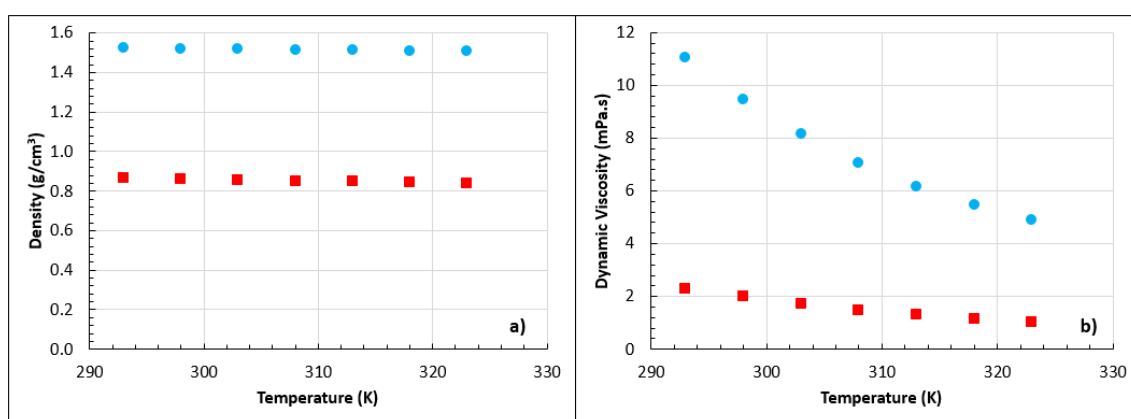 1.6
1.4
1.2
1.0
0.8
0.6
0.4
0.2
0.0
Density (g/cm³)
290 300 310 320 330
Temperature (K)
a)
12
10
8
6
4
2
0
Dynamic Viscosity (mPa.s)
290 300 310 320 330
Temperature (K)
b)